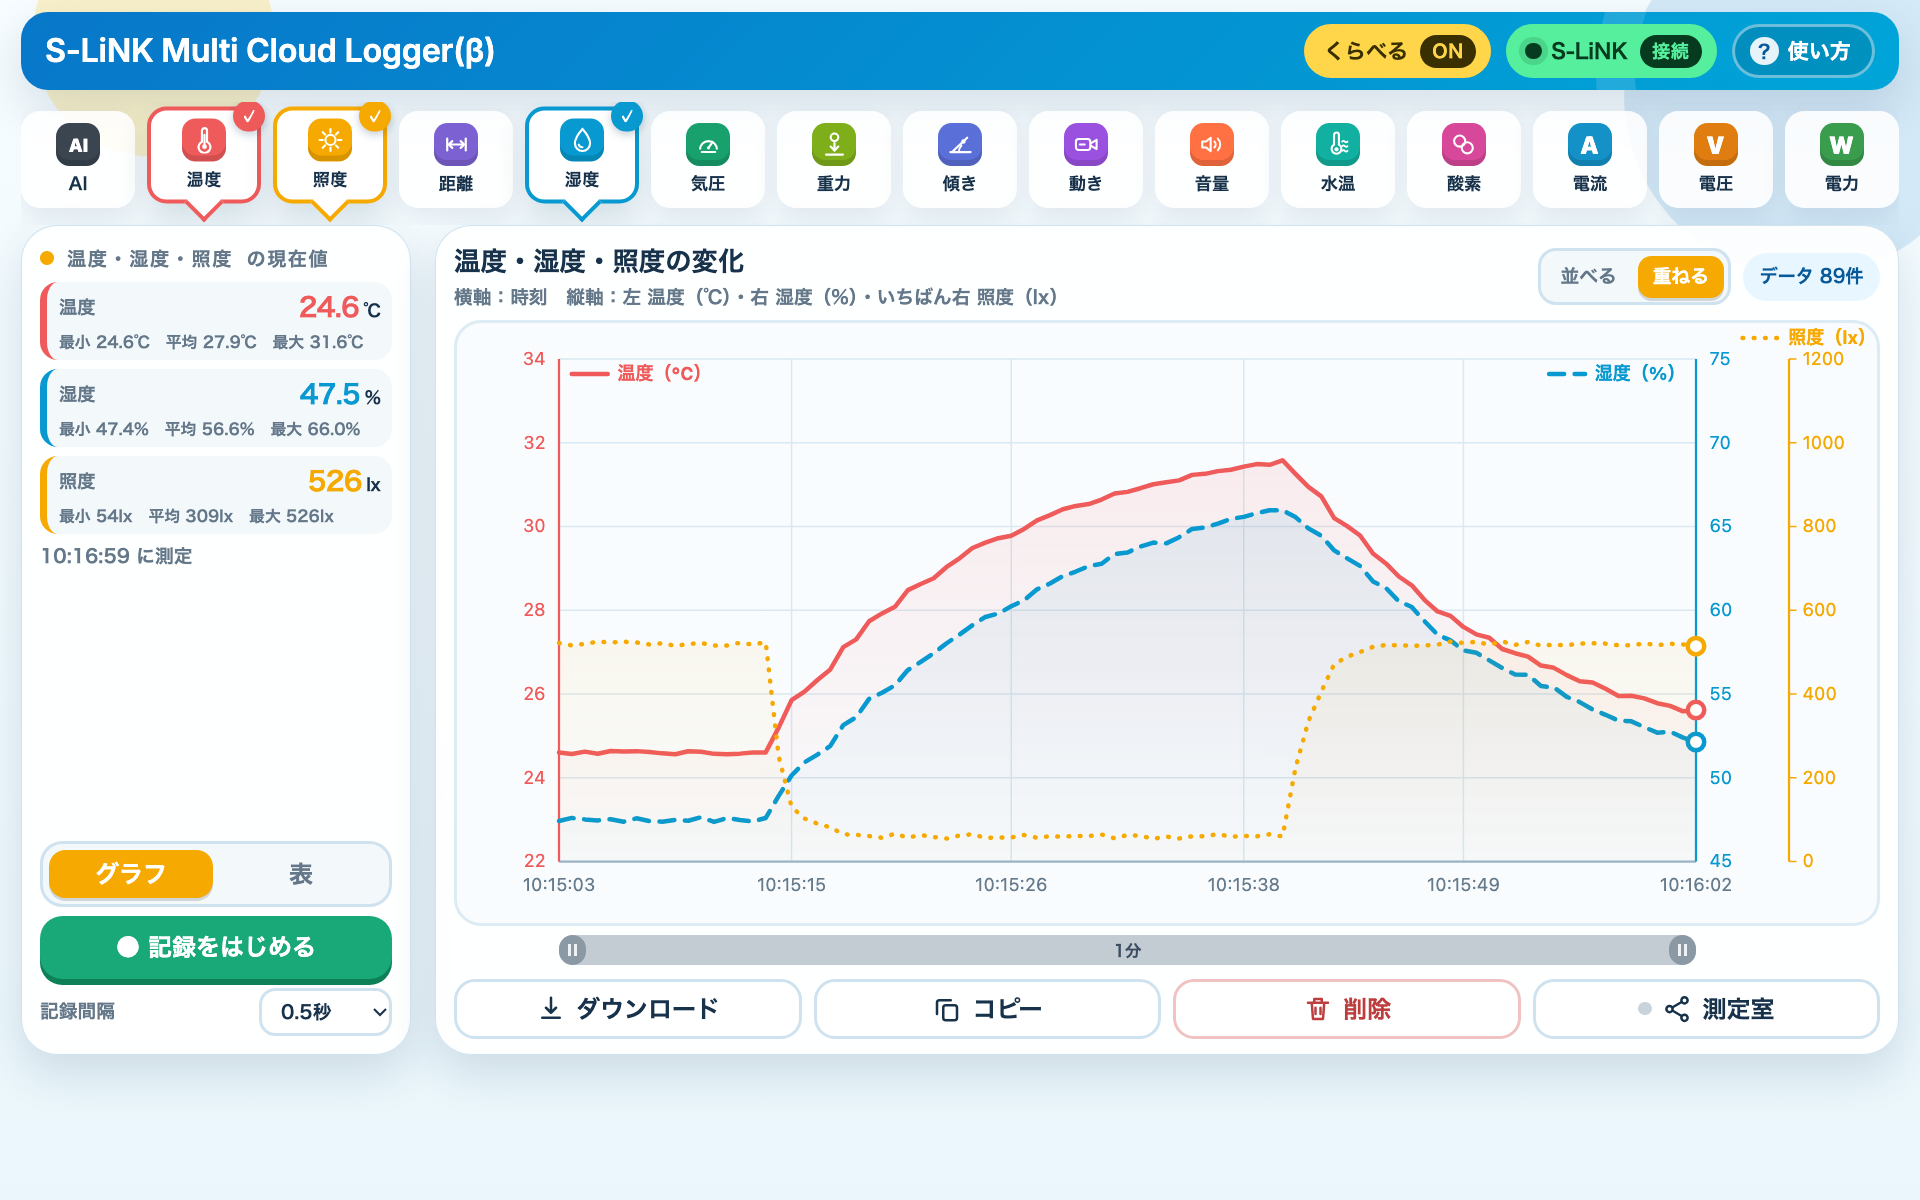 S-LiNK Multi Cloud Logger(β)
くらべる ON
S-LiNK 接続
? 使い方
AI
AI
温度
照度
距離
湿度
気圧
重力
傾き
動き
音量
水温
酸素
A
電流
V
電圧
W
電力
温度・湿度・照度 の現在値
温度 24.6 ℃
最小 24.6℃ 平均 27.9℃ 最大 31.6℃
湿度 47.5 %
最小 47.4% 平均 56.6% 最大 66.0%
照度 526 lx
最小 54lx 平均 309lx 最大 526lx
10:16:59 に測定
グラフ 表
記録をはじめる
記録間隔 0.5秒
温度・湿度・照度の変化
横軸：時刻 縦軸：左 温度（℃）・右 湿度（%）・いちばん右 照度（lx）
並べる 重ねる
データ 89件
照度（lx）
温度（°C）
湿度（%）
34 75 1200
32 70 1000
30 65 800
28 60 600
26 55 400
24 50 200
22 45 0
10:15:03 10:15:15 10:15:26 10:15:38 10:15:49 10:16:02
1分
ダウンロード コピー 削除 測定室